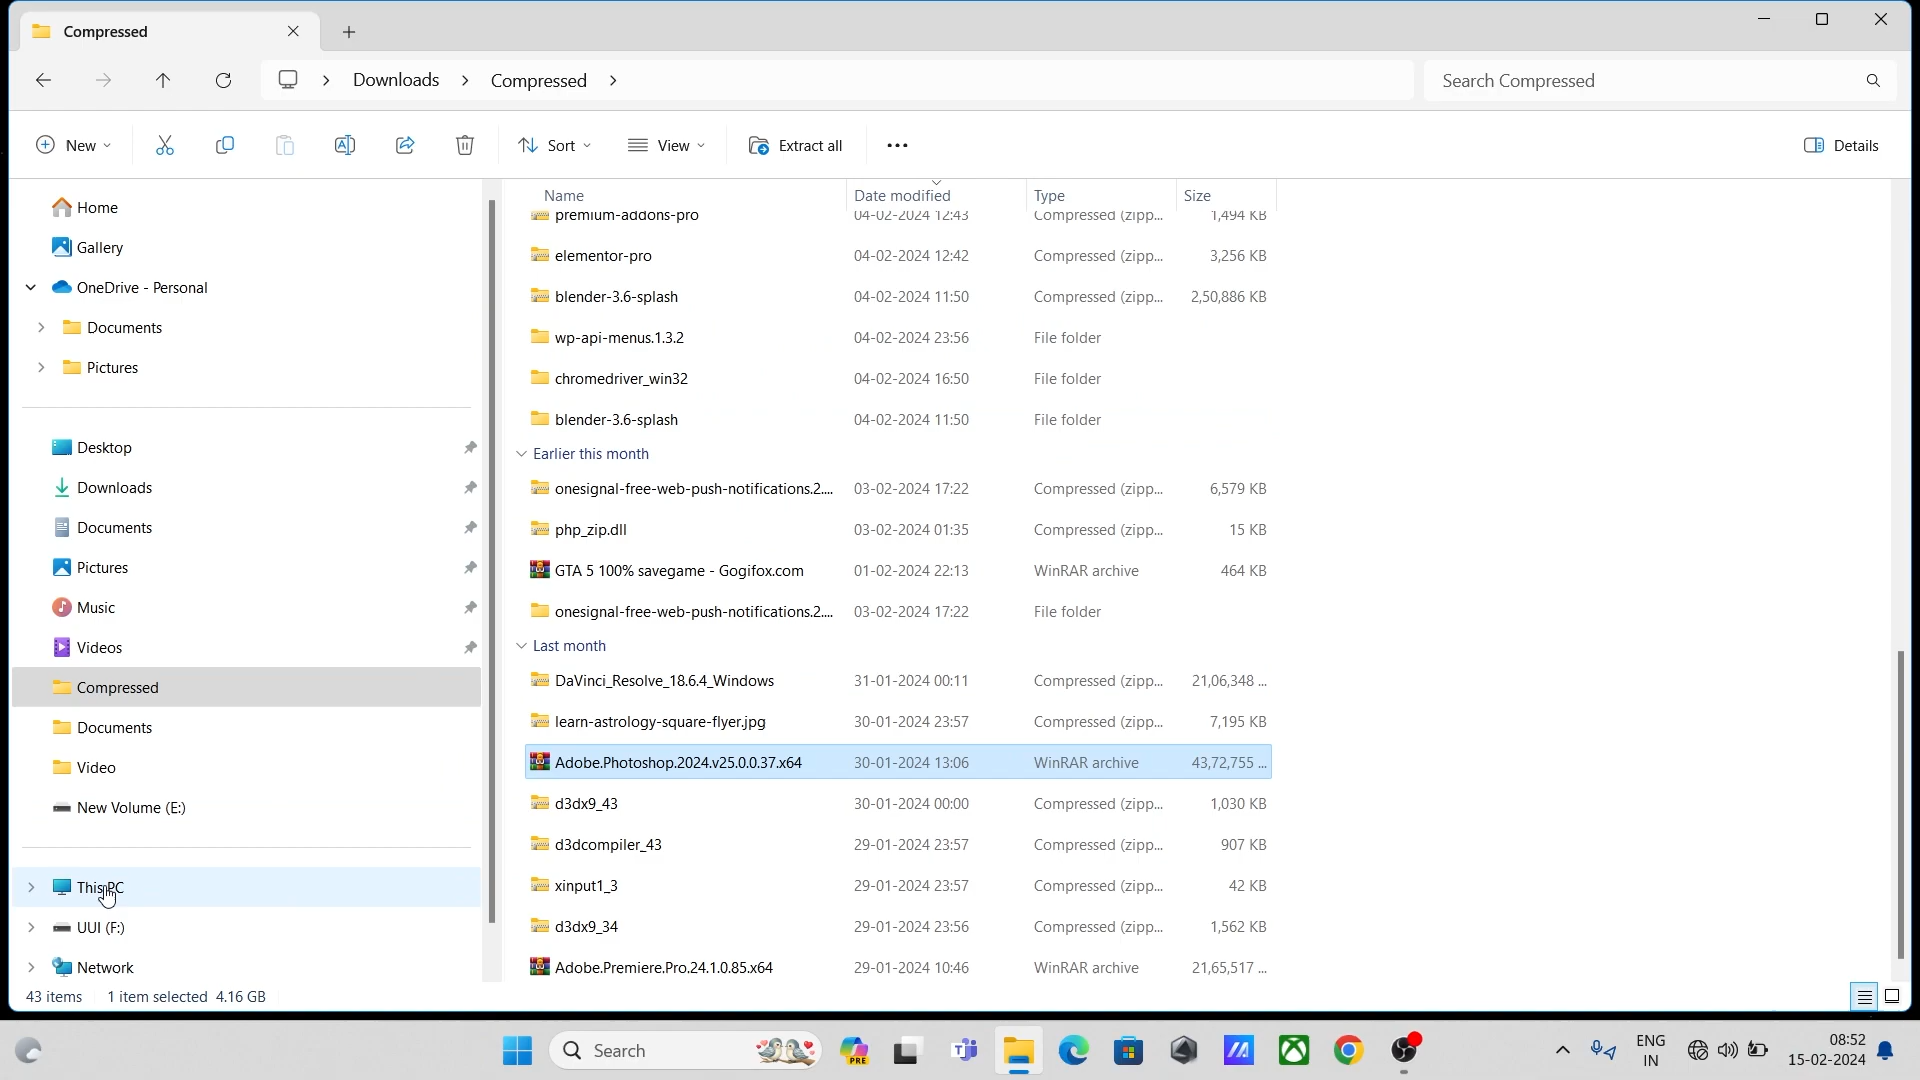 Compressed
Downloads
Compressed
Search Compressed
New
Sort
View
Extract all
Details
Home
Gallery
OneDrive - Personal
Documents
Pictures
Desktop
Downloads
Documents
Pictures
Music
Videos
Compressed
Documents
Video
New Volume (E:)
This PC
UUI (F:)
Network
Name Date modified Type Size
premium-addons-pro 04-02-2024 12:43 Compressed (zipp... 1,494 KB
elementor-pro 04-02-2024 12:42 Compressed (zipp... 3,256 KB
blender-3.6-splash 04-02-2024 11:50 Compressed (zipp... 2,50,886 KB
wp-api-menus.1.3.2 04-02-2024 23:56 File folder
chromedriver_win32 04-02-2024 16:50 File folder
blender-3.6-splash 04-02-2024 11:50 File folder
Earlier this month
onesignal-free-web-push-notifications.2.... 03-02-2024 17:22 Compressed (zipp... 6,579 KB
php_zip.dll 03-02-2024 01:35 Compressed (zipp... 15 KB
GTA 5 100% savegame - Gogifox.com 01-02-2024 22:13 WinRAR archive 464 KB
onesignal-free-web-push-notifications.2.... 03-02-2024 17:22 File folder
Last month
DaVinci_Resolve_18.6.4_Windows 31-01-2024 00:11 Compressed (zipp... 21,06,348 ...
learn-astrology-square-flyer.jpg 30-01-2024 23:57 Compressed (zipp... 7,195 KB
Adobe.Photoshop.2024.v25.0.0.37.x64 30-01-2024 13:06 WinRAR archive 43,72,755 ...
d3dx9_43 30-01-2024 00:00 Compressed (zipp... 1,030 KB
d3dcompiler_43 29-01-2024 23:57 Compressed (zipp... 907 KB
xinput1_3 29-01-2024 23:57 Compressed (zipp... 42 KB
d3dx9_34 29-01-2024 23:56 Compressed (zipp... 1,562 KB
Adobe.Premiere.Pro.24.1.0.85.x64 29-01-2024 10:46 WinRAR archive 21,65,517 ...
43 items 1 item selected 4.16 GB
Search
PRE
ENG
IN
08:52
15-02-2024